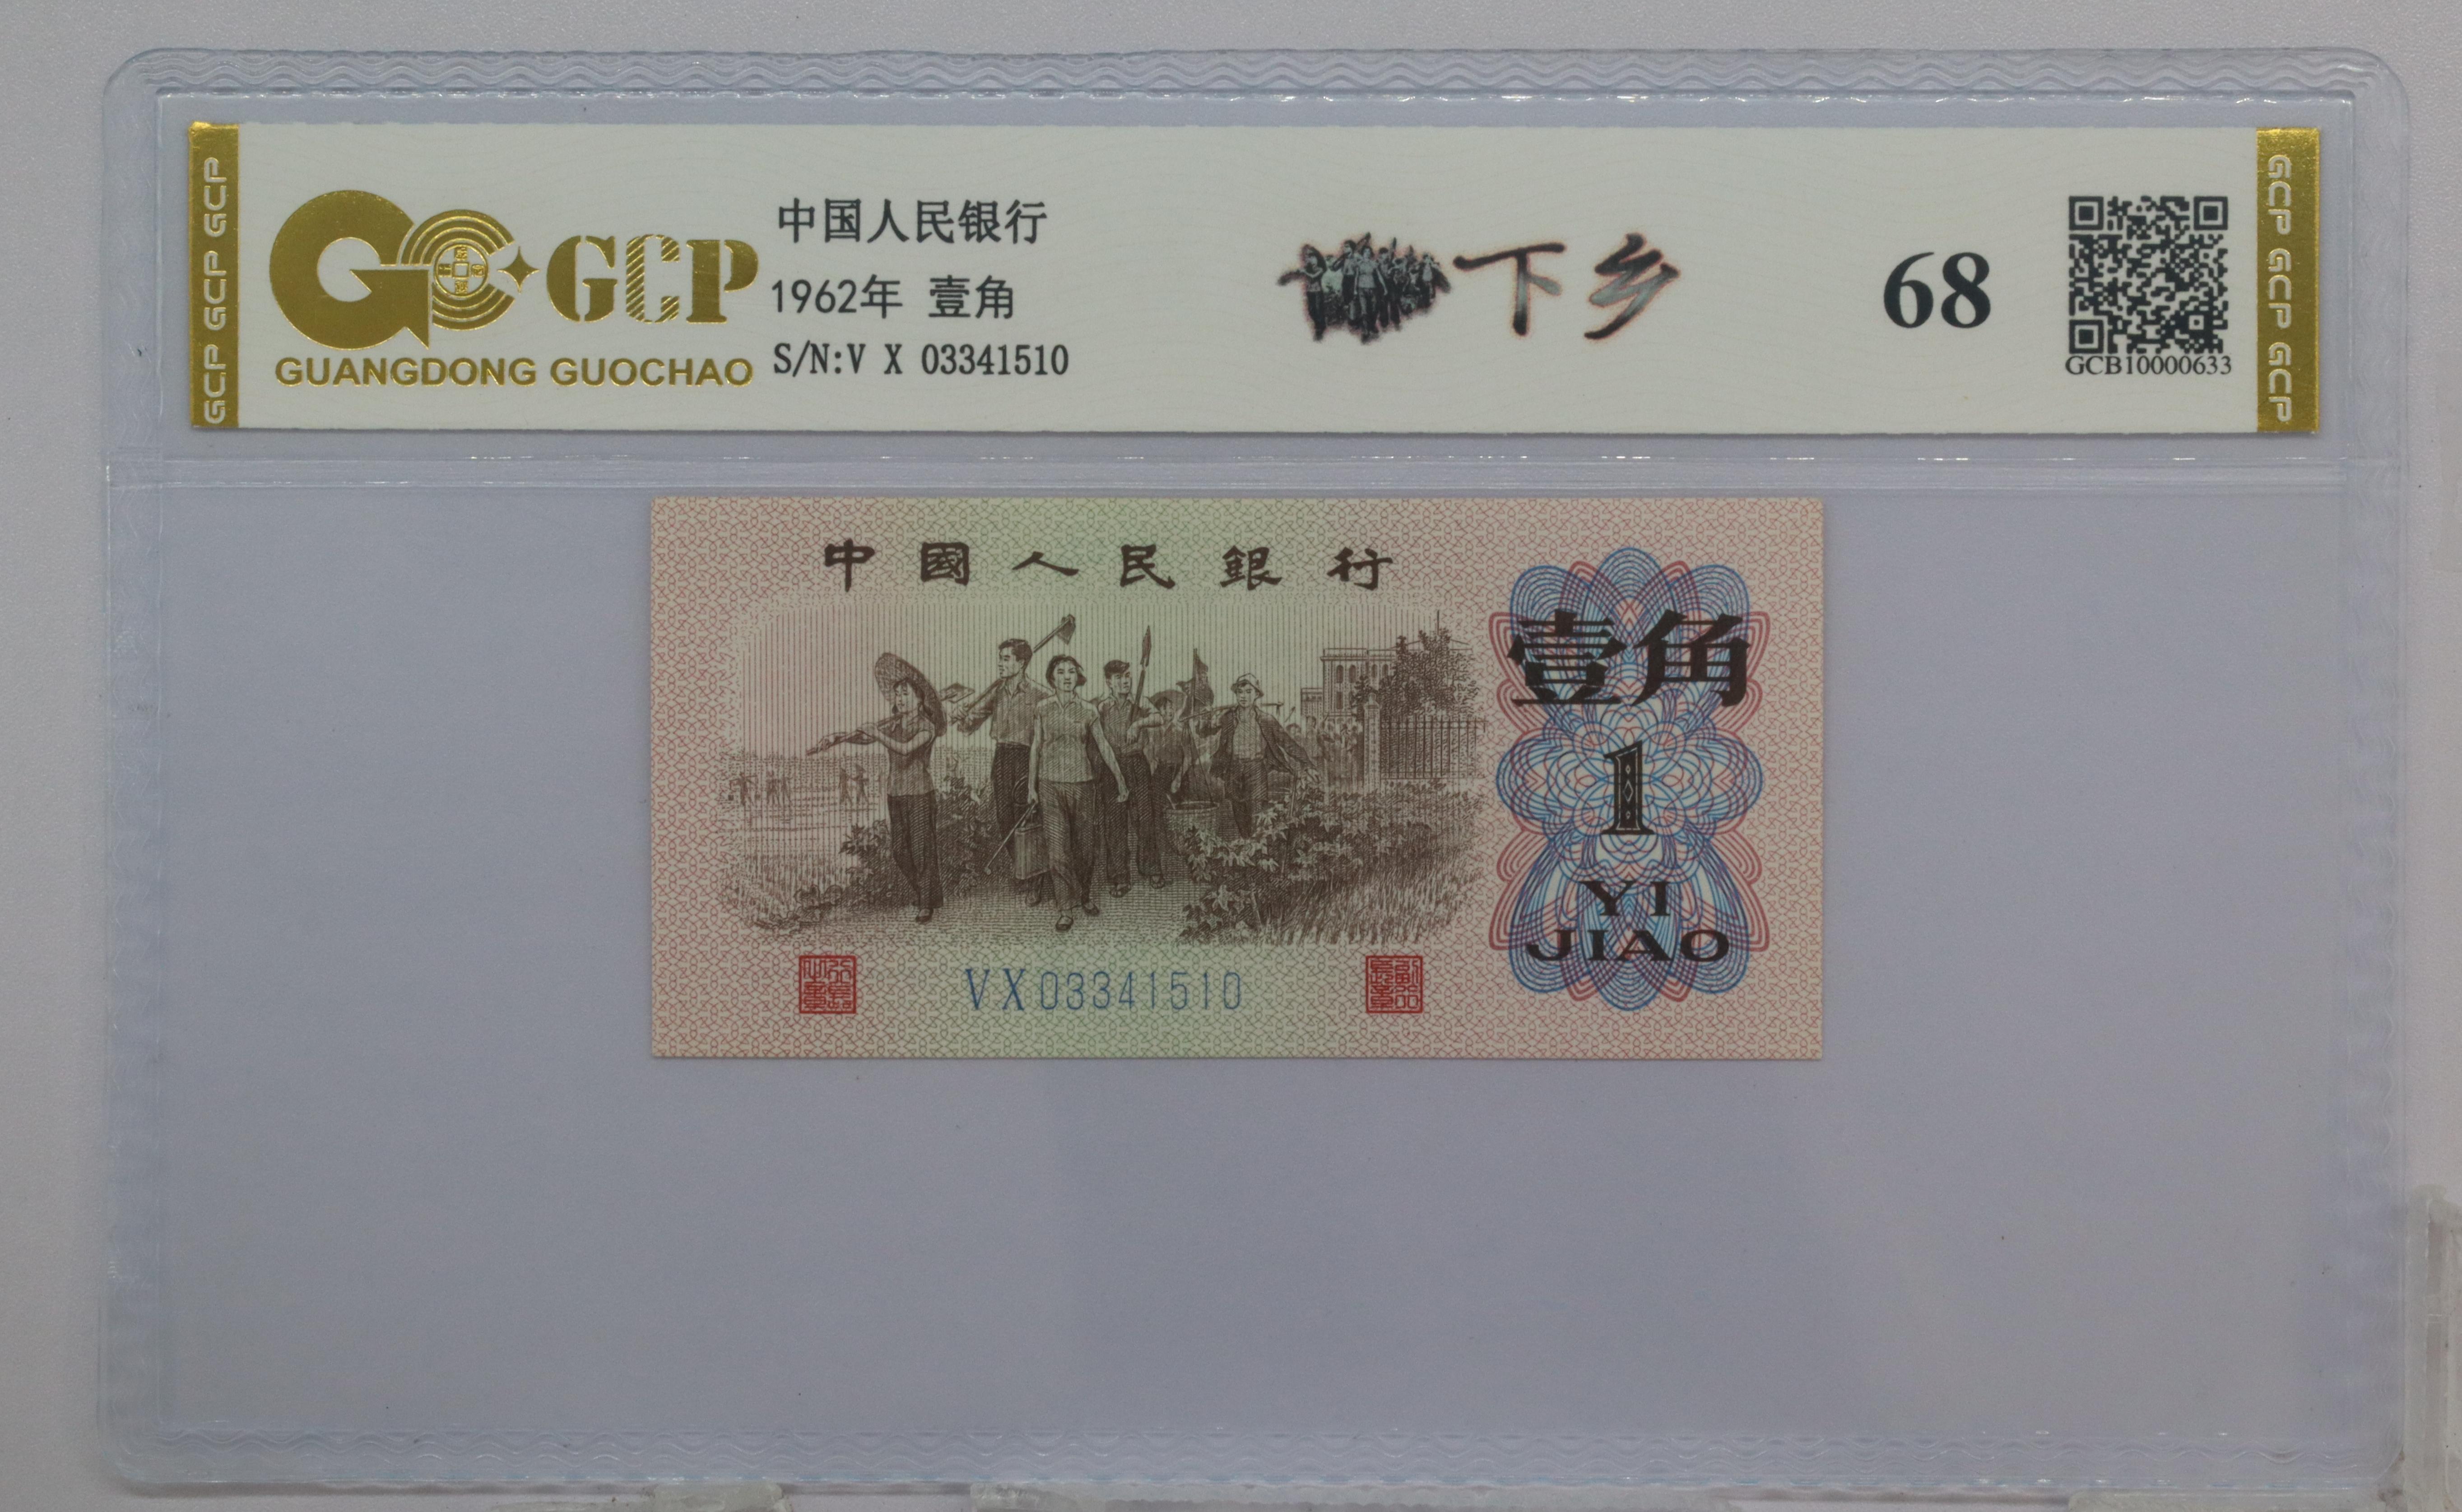 GCP GCP GCP
GCP
GUANGDONG GUOCHAO
中国人民银行
1962年 壹角
S/N:V X 03341510
下乡
68
GCB10000633
GCP GCP GCP
中國人民銀行
壹角
1
YI
JIAO
VX03341510